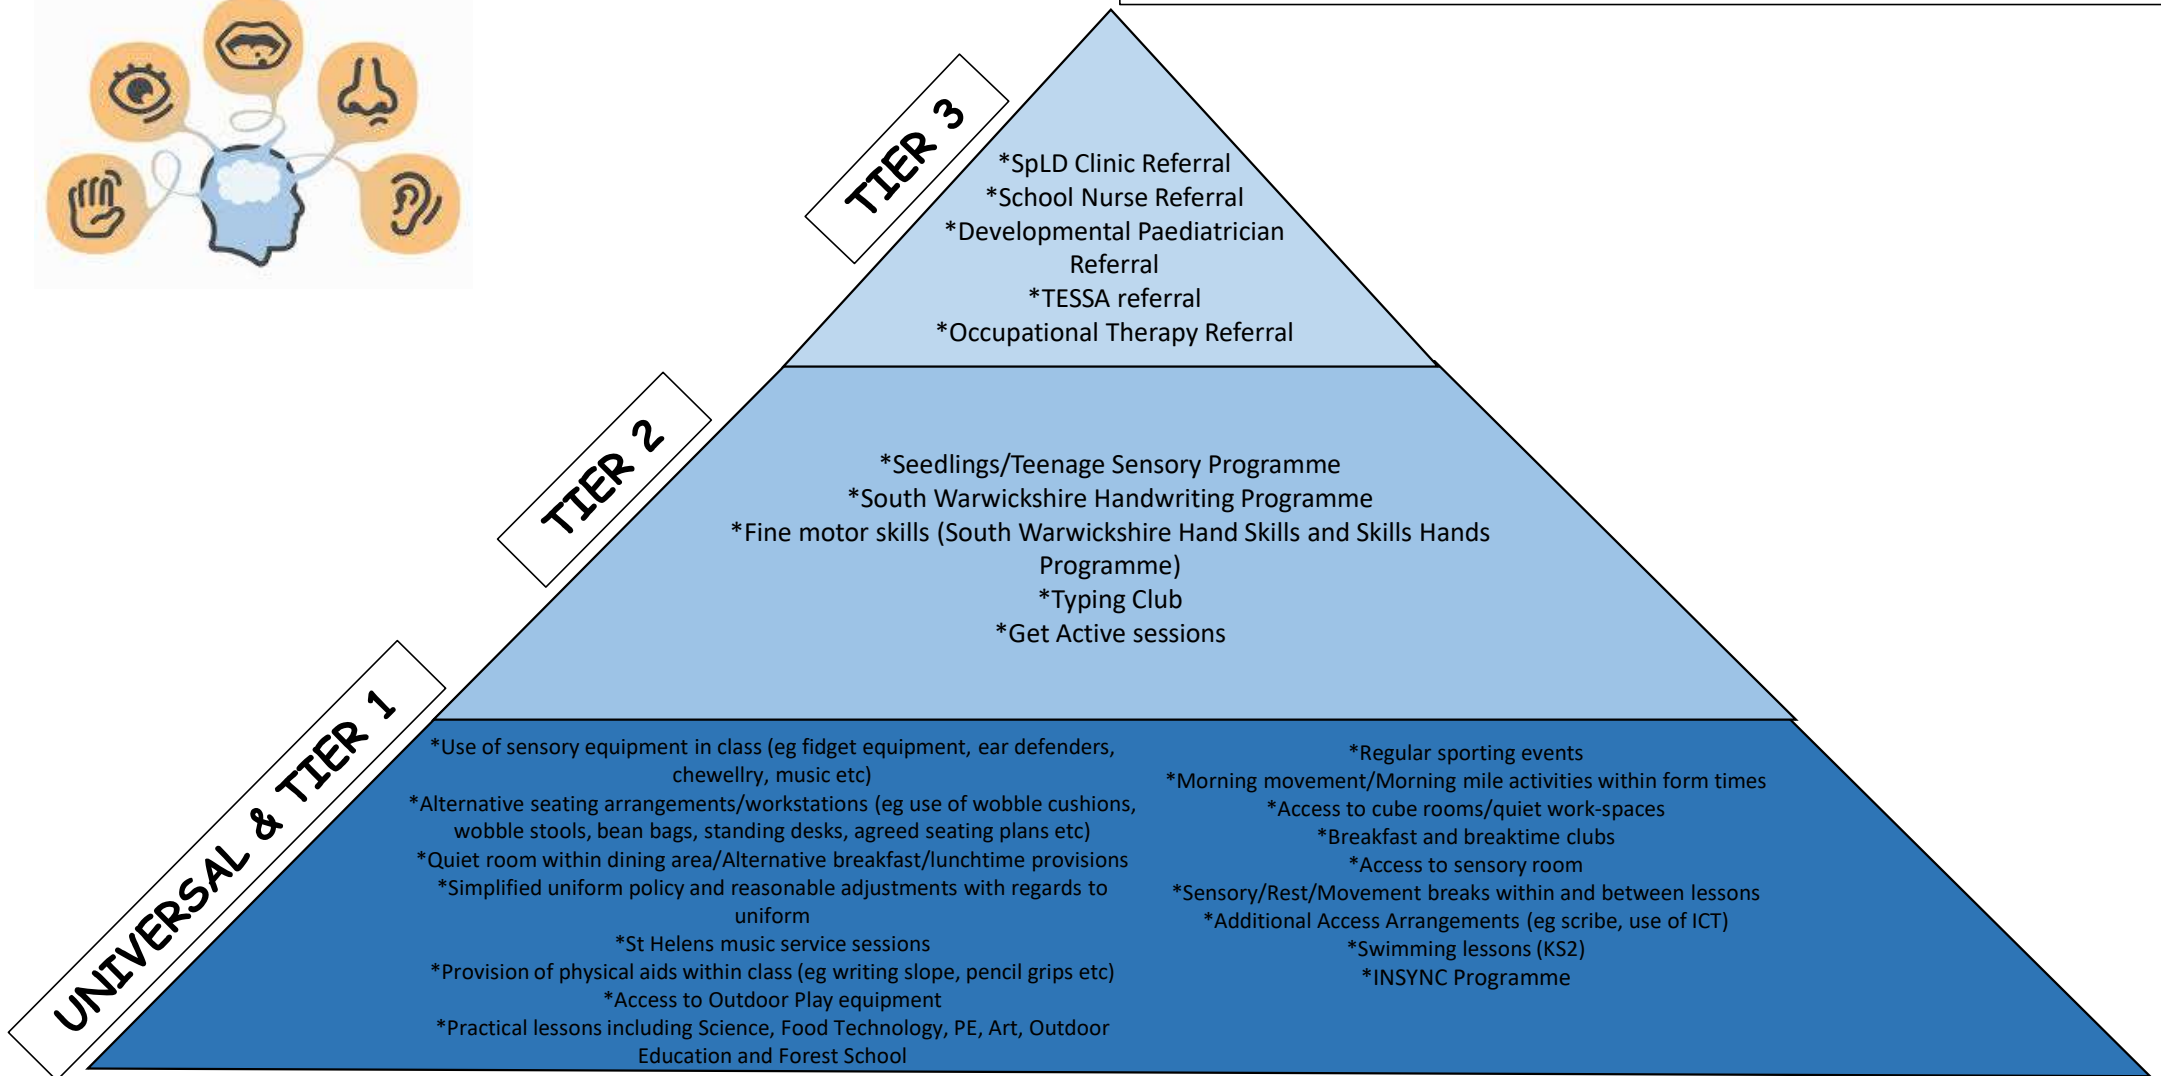 TIER 3
*SpLD Clinic Referral
*School Nurse Referral
*Developmental Paediatrician
Referral
*TESSA referral
*Occupational Therapy Referral
TIER 2
*Seedlings/Teenage Sensory Programme
*South Warwickshire Handwriting Programme
*Fine motor skills (South Warwickshire Hand Skills and Skills Hands
Programme)
*Typing Club
*Get Active sessions
UNIVERSAL & TIER 1
*Use of sensory equipment in class (eg fidget equipment, ear defenders,
chewellry, music etc)
*Alternative seating arrangements/workstations (eg use of wobble cushions,
wobble stools, bean bags, standing desks, agreed seating plans etc)
*Quiet room within dining area/Alternative breakfast/lunchtime provisions
*Simplified uniform policy and reasonable adjustments with regards to
uniform
*St Helens music service sessions
*Provision of physical aids within class (eg writing slope, pencil grips etc)
*Access to Outdoor Play equipment
*Practical lessons including Science, Food Technology, PE, Art, Outdoor
Education and Forest School
*Regular sporting events
*Morning movement/Morning mile activities within form times
*Access to cube rooms/quiet work-spaces
*Breakfast and breaktime clubs
*Access to sensory room
*Sensory/Rest/Movement breaks within and between lessons
*Additional Access Arrangements (eg scribe, use of ICT)
*Swimming lessons (KS2)
*INSYNC Programme